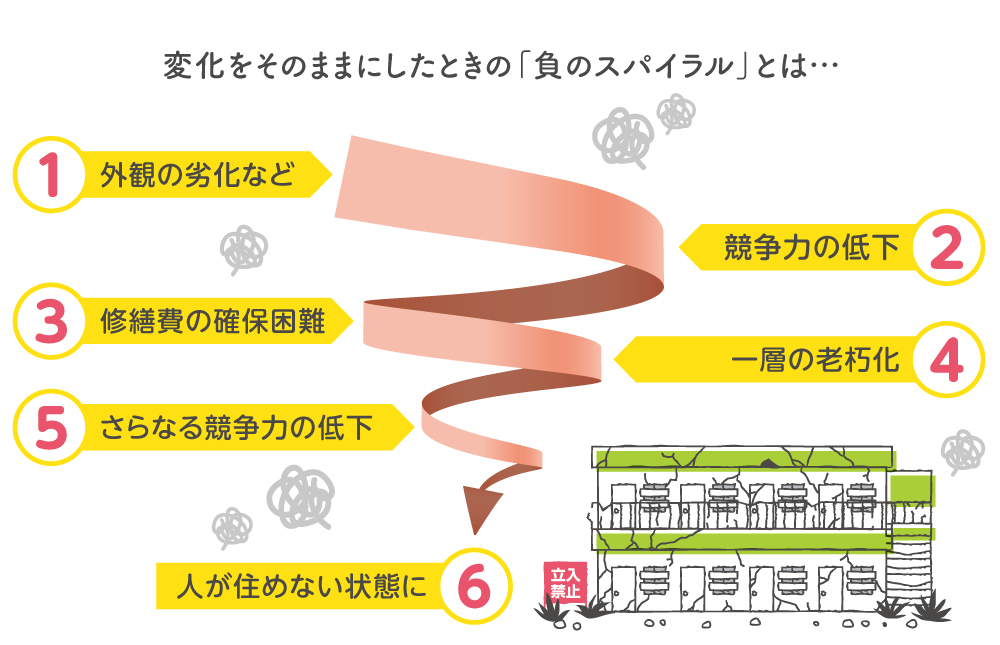 変化をそのままにしたときの「負のスパイラル」とは…
1 外観の劣化など
2 競争力の低下
3 修繕費の確保困難
4 一層の老朽化
5 さらなる競争力の低下
6 人が住めない状態に
立入
禁止